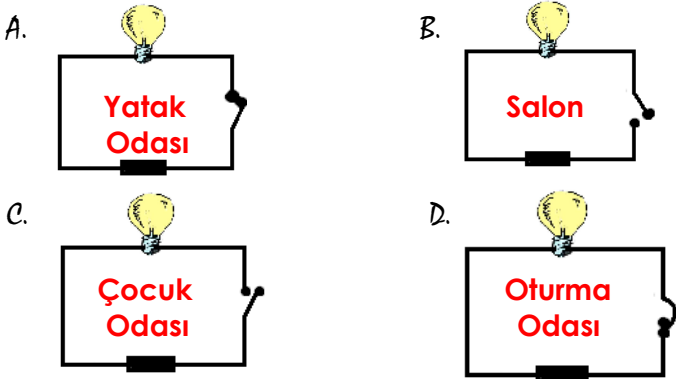 A.
Yatak
Odası
B.
Salon
C.
Çocuk
Odası
D.
Oturma
Odası